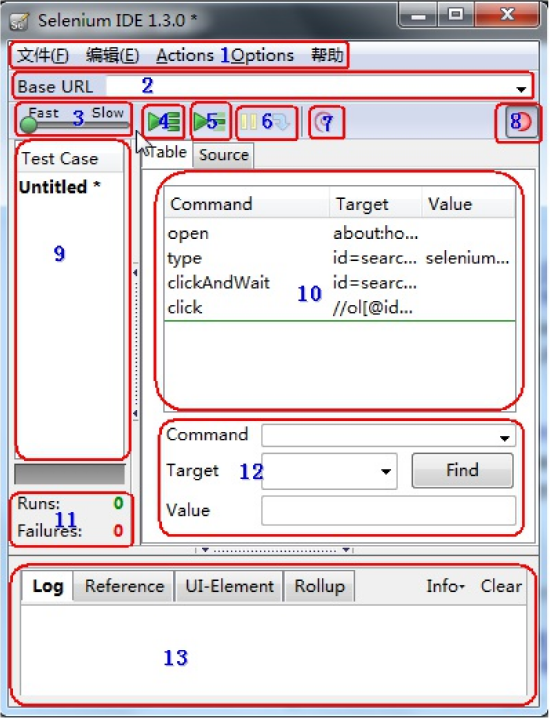 Selenium IDE 1.3.0 *
文件(F) 编辑(E) Actions 1 Options 帮助
Base URL 2
Fast 3 Slow 4 5 6 7 8
Test Case
Untitled *
9
Table Source
Command Target Value
open about:ho...
type id=searc... selenium...
clickAndWait id=searc...
10
click //ol[@id...
Command
Target 12 Find
Value
Runs: 0
11
Failures: 0
Log Reference UI-Element Rollup Info Clear
13